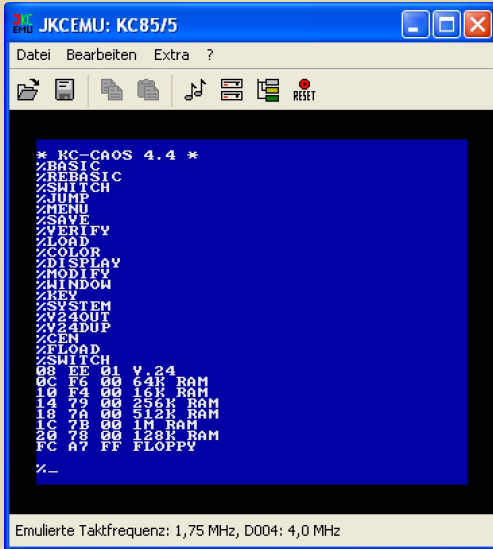 JKCEMU: KC85/5
Datei Bearbeiten Extra ?
RESET
* KC-CAOS 4.4 *
%BASIC
%REBASIC
%SWITCH
%JUMP
%MENU
%SAVE
%VERIFY
%LOAD
%COLOR
%DISPLAY
%MODIFY
%WINDOW
%KEY
%SYSTEM
%V24OUT
%V24DUP
%CEN
%FLOAD
%SWITCH
08 EE 01 V.24
0C F6 00 64K RAM
10 F4 00 16K RAM
14 79 00 256K RAM
18 7A 00 512K RAM
1C 7B 00 1M RAM
20 78 00 128K RAM
FC A7 FF FLOPPY
%_
Emulierte Taktfrequenz: 1,75 MHz, D004: 4,0 MHz